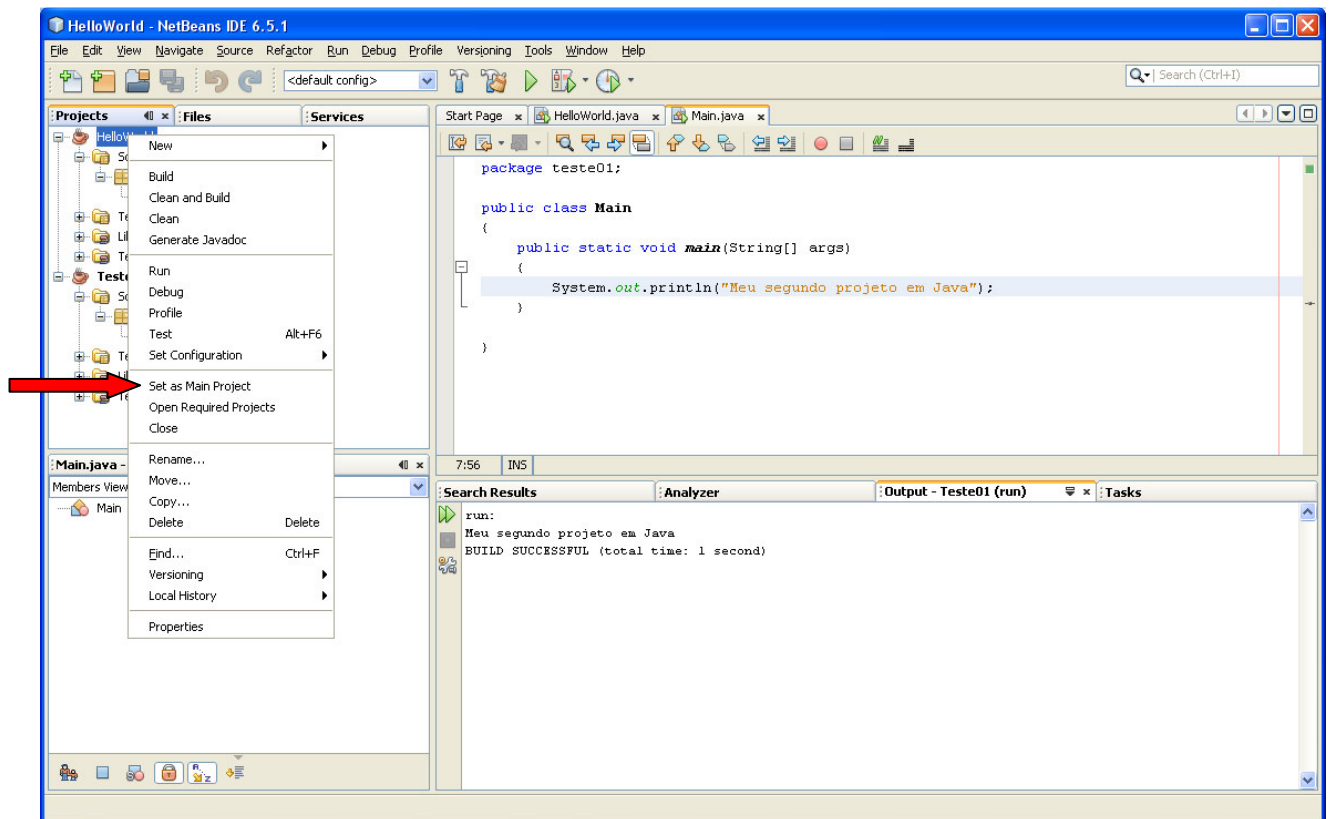 HelloWorld - NetBeans IDE 6.5.1
File Edit View Navigate Source Refactor Run Debug Profile Versioning Tools Window Help
<default config>
Search (Ctrl+I)
Projects Files Services
Start Page HelloWorld.java Main.java
New
Build
Clean and Build
Clean
Generate Javadoc
Run
Debug
Profile
Test Alt+F6
Set Configuration
Set as Main Project
Open Required Projects
Close
Rename...
Move...
Copy...
Delete Delete
Find... Ctrl+F
Versioning
Local History
Properties
package teste01;
public class Main
{
public static void main(String[] args)
{
System.out.println("Meu segundo projeto em Java");
}
}
7:56 INS
Main.java -
Members View
Main
Search Results Analyzer Output - Teste01 (run) Tasks
run:
Meu segundo projeto em Java
BUILD SUCCESSFUL (total time: 1 second)